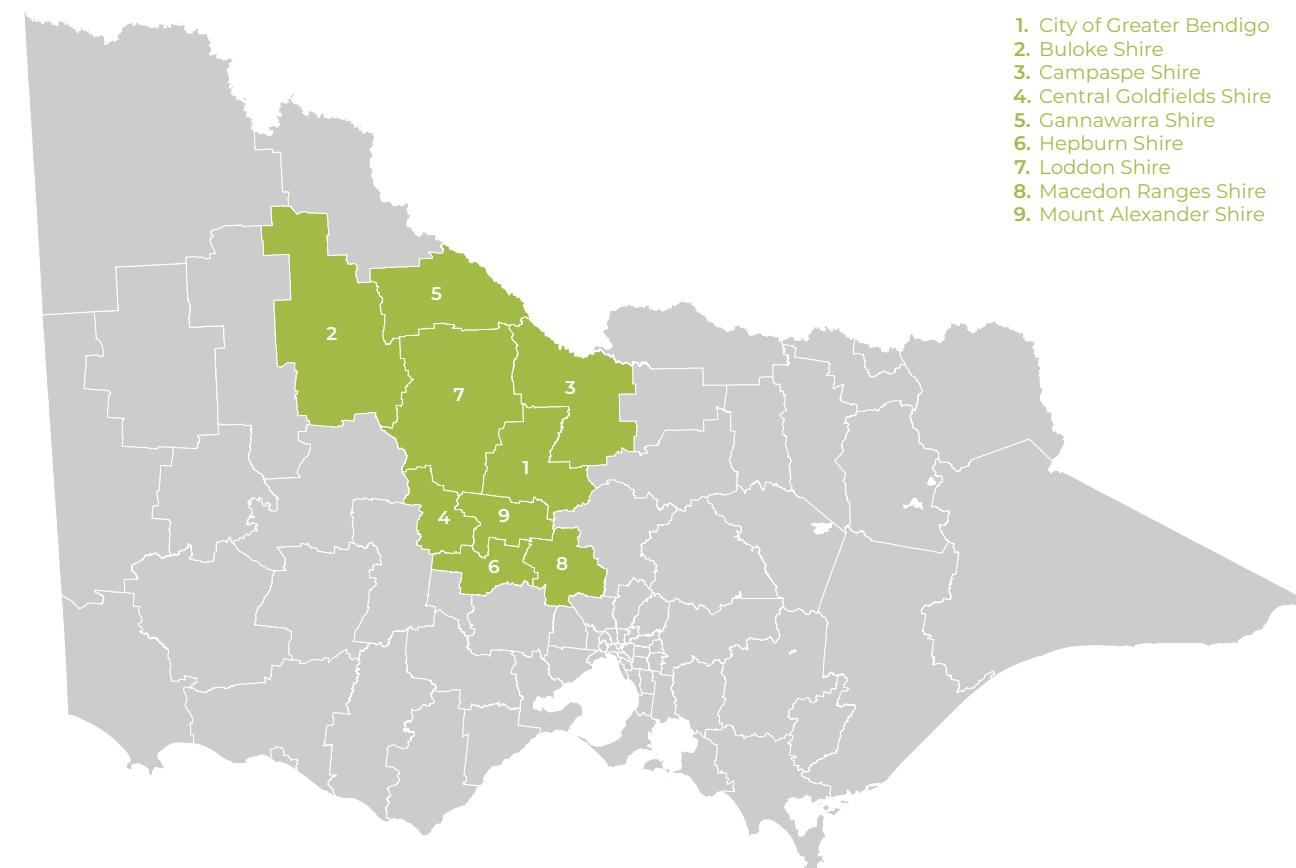 1. City of Greater Bendigo
2. Buloke Shire
3. Campaspe Shire
4. Central Goldfields Shire
5. Gannawarra Shire
6. Hepburn Shire
7. Loddon Shire
8. Macedon Ranges Shire
9. Mount Alexander Shire
5
2
3
7
1
9
4
8
6